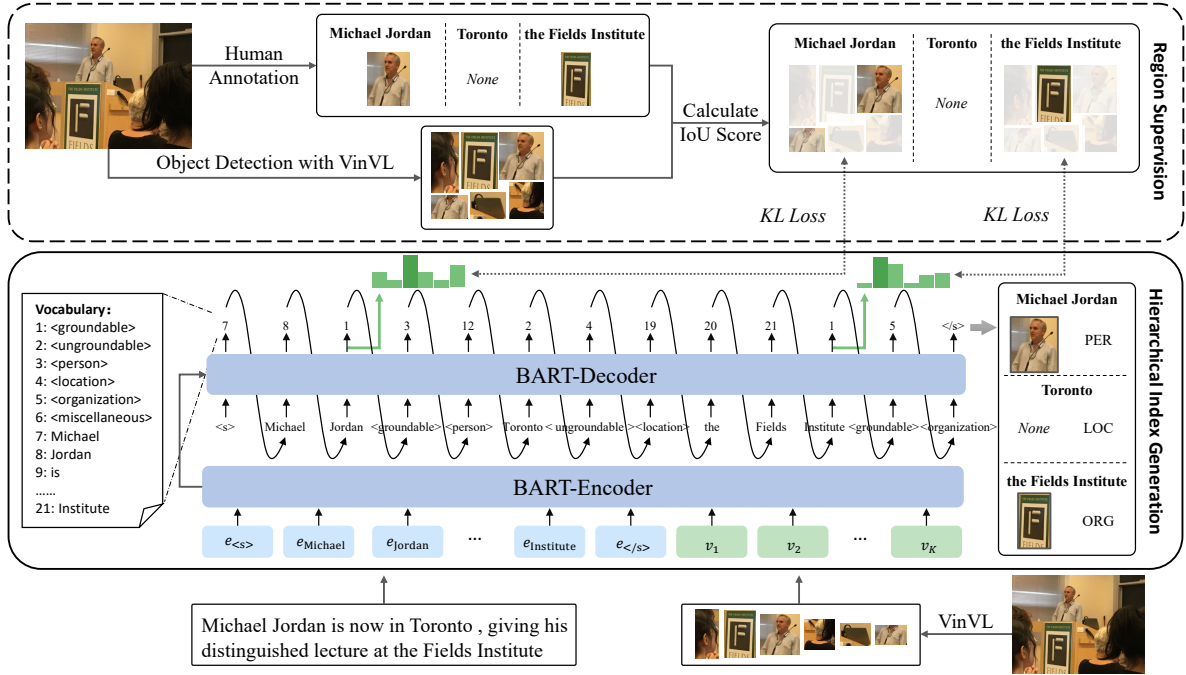 Michael Jordan
Toronto
the Fields Institute
None
Human
Annotation
Object Detection with VinVL
Calculate
IoU Score
Michael Jordan
Toronto
the Fields Institute
None
Region Supervision
KL Loss
KL Loss
FIELDS
Vocabulary:
1: <groundable>
2: <ungroundable>
3: <person>
4: <location>
5: <organization>
6: <miscellaneous>
7: Michael
8: Jordan
9: is
......
21: Institute
7 8 1 3 12 2 4 19 20 21 1 5 </s>
BART-Decoder
<s> Michael Jordan <groundable> <person> Toronto < ungroundable > <location> the Fields Institute <groundable> <organization>
BART-Encoder
e<s> eMichael eJordan ... eInstitute e</s> v1 v2 ... vK
Michael Jordan
PER
Toronto
None LOC
the Fields Institute
ORG
Hierarchical Index Generation
Michael Jordan is now in Toronto , giving his
distinguished lecture at the Fields Institute
VinVL
FIELDS